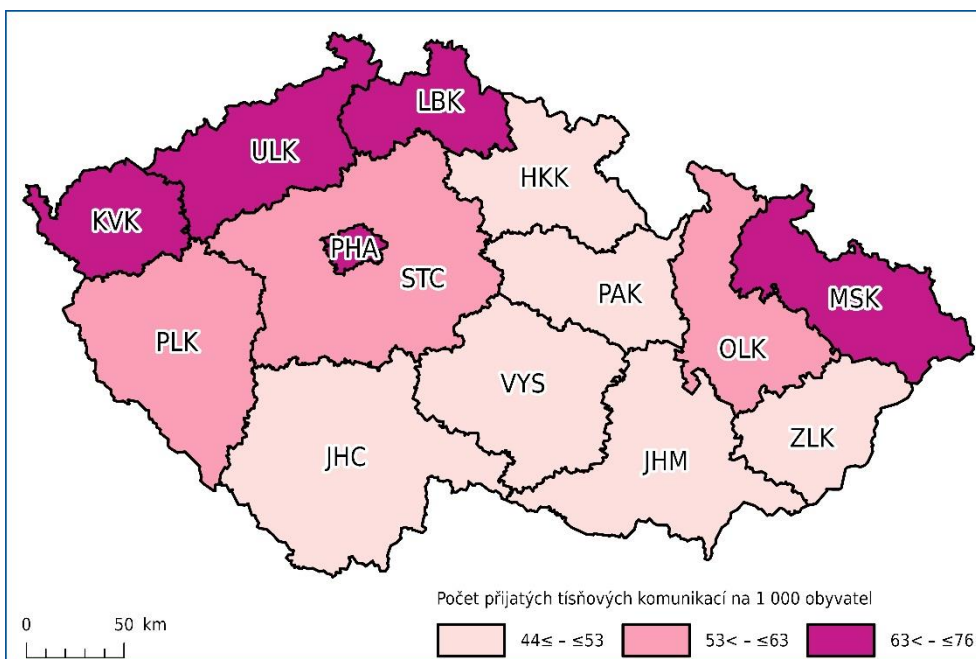 LBK
ULK
HKK
KVK
PHA
STC
PAK
MSK
PLK
OLK
VYS
ZLK
JHC
JHM
Počet přijatých tísňových komunikací na 1 000 obyvatel
0 50 km
44≤ – ≤53 53< – ≤63 63< – ≤76